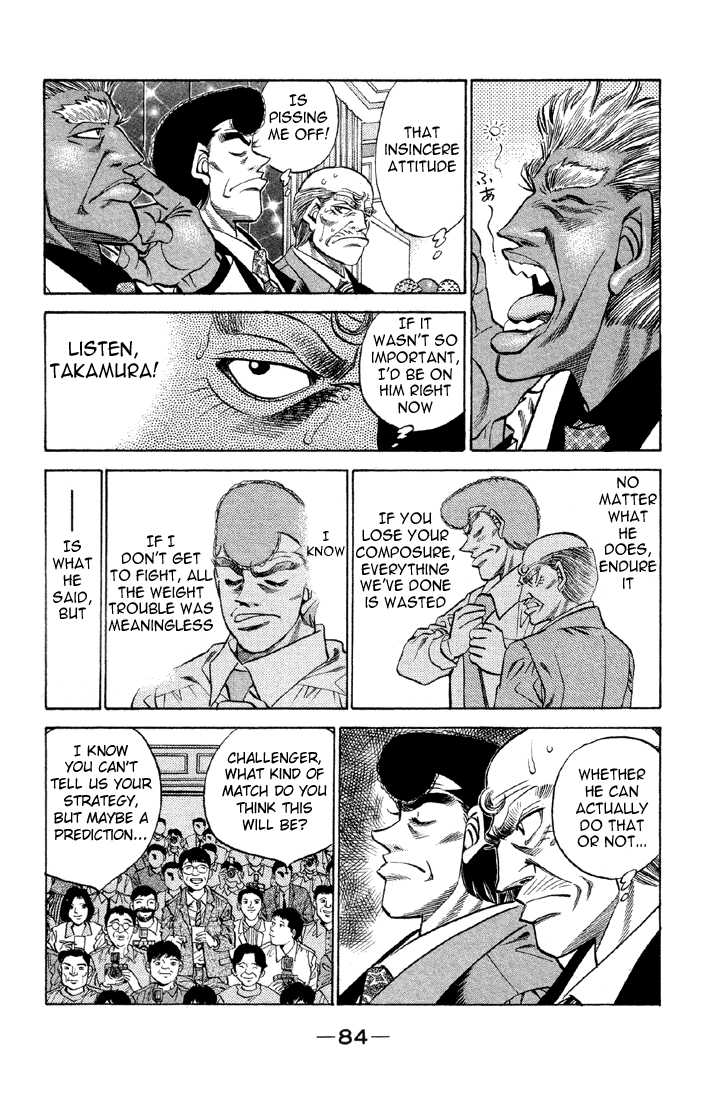 ふぁ
THAT
INSINCERE
ATTITUDE
IS
PISSING
ME OFF!
IF IT
WASN'T SO
IMPORTANT,
I'D BE ON
HIM RIGHT
NOW
LISTEN,
TAKAMURA!
NO
MATTER
WHAT
HE
DOES,
ENDURE
IT
IF YOU
LOSE YOUR
COMPOSURE,
EVERYTHING
WE'VE DONE
IS WASTED
I
KNOW
IF I
DON'T GET
TO FIGHT, ALL
THE WEIGHT
TROUBLE WAS
MEANINGLESS
—
IS
WHAT
HE
SAID,
BUT
WHETHER
HE CAN
ACTUALLY
DO THAT
OR NOT...
CHALLENGER,
WHAT KIND OF
MATCH DO YOU
THINK THIS
WILL BE?
I KNOW
YOU CAN'T
TELL US YOUR
STRATEGY,
BUT MAYBE A
PREDICTION...
—84—